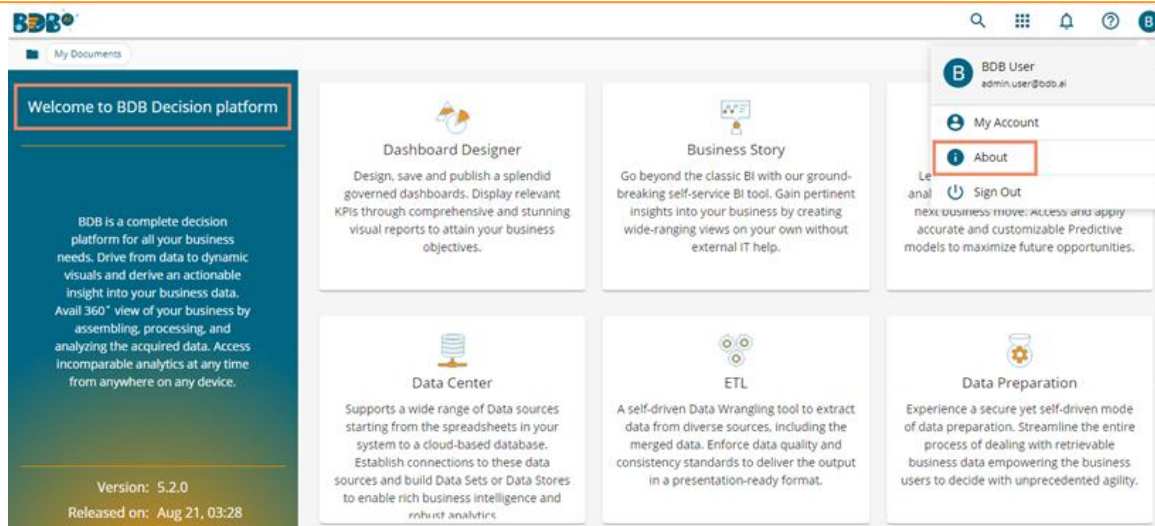 BDB
My Documents
BDB User
admin.user@bdb.ai
My Account
About
Sign Out
B
B
Welcome to BDB Decision platform
BDB is a complete decision
platform for all your business
needs. Drive from data to dynamic
visuals and derive an actionable
insight into your business data.
Avail 360° view of your business by
assembling, processing, and
analyzing the acquired data. Access
incomparable analytics at any time
from anywhere on any device.
Version: 5.2.0
Released on: Aug 21, 03:28
Dashboard Designer
Design, save and publish a splendid
governed dashboards. Display relevant
KPIs through comprehensive and stunning
visual reports to attain your business
objectives.
Business Story
Go beyond the classic BI with our ground-
breaking self-service BI tool. Gain pertinent
insights into your business by creating
wide-ranging views on your own without
external IT help.
next business move. Access and apply
accurate and customizable Predictive
models to maximize future opportunities.
Data Center
Supports a wide range of Data sources
starting from the spreadsheets in your
system to a cloud-based database.
Establish connections to these data
sources and build Data Sets or Data Stores
to enable rich business intelligence and
robust analytics
ETL
A self-driven Data Wrangling tool to extract
data from diverse sources, including the
merged data. Enforce data quality and
consistency standards to deliver the output
in a presentation-ready format.
Data Preparation
Experience a secure yet self-driven mode
of data preparation. Streamline the entire
process of dealing with retrievable
business data empowering the business
users to decide with unprecedented agility.